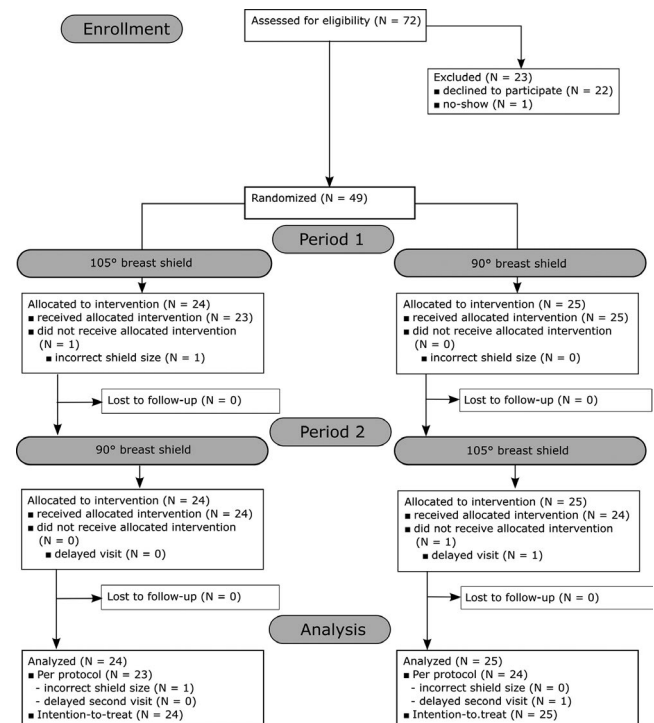 Enrollment
Assessed for eligibility (N = 72)
Excluded (N = 23)
▪ declined to participate (N = 22)
▪ no-show (N = 1)
Randomized (N = 49)
Period 1
105° breast shield
Allocated to intervention (N = 24)
▪ received allocated intervention (N = 23)
▪ did not receive allocated intervention
(N = 1)
▪ incorrect shield size (N = 1)
Lost to follow-up (N = 0)
90° breast shield
Allocated to intervention (N = 25)
▪ received allocated intervention (N = 25)
▪ did not receive allocated intervention
(N = 0)
▪ incorrect shield size (N = 0)
Lost to follow-up (N = 0)
Period 2
90° breast shield
Allocated to intervention (N = 24)
▪ received allocated intervention (N = 24)
▪ did not receive allocated intervention
(N = 0)
▪ delayed visit (N = 0)
Lost to follow-up (N = 0)
105° breast shield
Allocated to intervention (N = 25)
▪ received allocated intervention (N = 24)
▪ did not receive allocated intervention
(N = 1)
▪ delayed visit (N = 1)
Lost to follow-up (N = 0)
Analysis
Analyzed (N = 24)
▪ Per protocol (N = 23)
- incorrect shield size (N = 1)
- delayed second visit (N = 0)
▪ Intention-to-treat (N = 24)
Analyzed (N = 25)
▪ Per protocol (N = 24)
- incorrect shield size (N = 0)
- delayed second visit (N = 1)
▪ Intention-to.treat (N = 25)